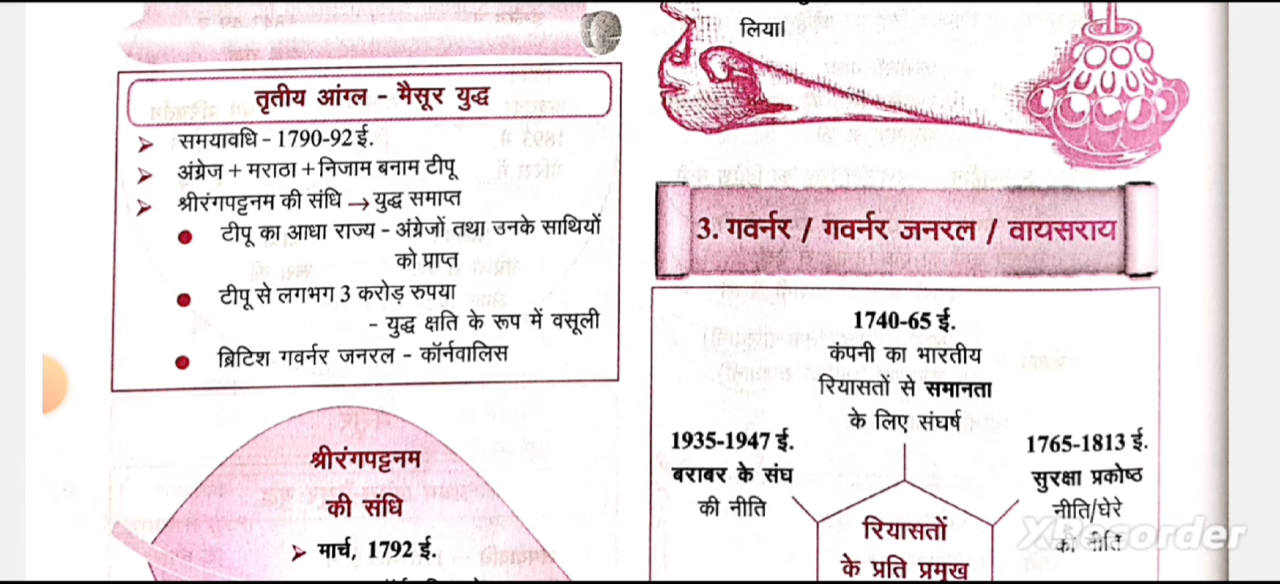 तृतीय आंग्ल - मैसूर युद्ध
➢ समयावधि - 1790-92 ई.
➢ अंग्रेज + मराठा + निजाम बनाम टीपू
➢ श्रीरंगपट्टनम की संधि → युद्ध समाप्त
● टीपू का आधा राज्य - अंग्रेजों तथा उनके साथियों
को प्राप्त
● टीपू से लगभग 3 करोड़ रुपया
- युद्ध क्षति के रूप में वसूली
● ब्रिटिश गवर्नर जनरल - कॉर्नवालिस
श्रीरंगपट्टनम
की संधि
➢ मार्च, 1792 ई.
लिया।
3. गवर्नर / गवर्नर जनरल / वायसराय
1740-65 ई.
कंपनी का भारतीय
रियासतों से समानता
के लिए संघर्ष
1935-1947 ई.
बराबर के संघ
की नीति
1765-1813 ई.
सुरक्षा प्रकोष्ठ
नीति/घेरे
की नीति
रियासतों
के प्रति प्रमुख
XRecorder